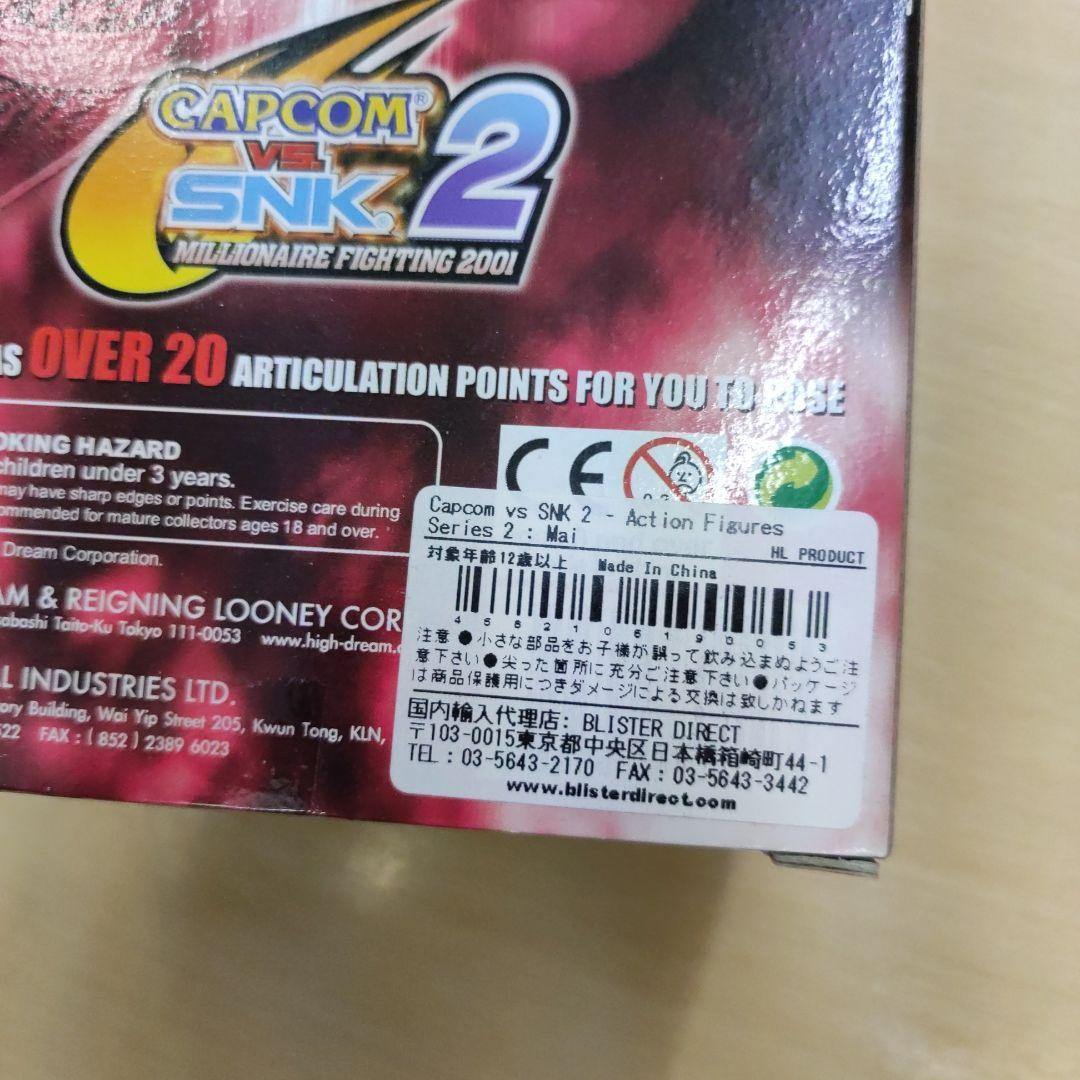 CAPCOM®
VS.
SNK® 2
MILLIONAIRE FIGHTING 2001
OVER 20 ARTICULATION POINTS FOR YOU TO POSE
HAZARD
children under 3 years.
may have sharp edges or points. Exercise care during
for mature collectors ages 18 and over.
Dream Corporation.
& REIGNING LOONEY COR
Taito-Ku Tokyo 111-0053 www.high-dream.c
INDUSTRIES LTD.
Building, Wai Yip Street 205, Kwun Tong, KLN,
FAX : ( 852 ) 2389 6023
CE
Capcom vs SNK 2 - Action Figures
Series 2 : Mai
HL PRODUCT
対象年齢12歳以上 Made In China
4582106193053
注意●小さな部品をお子様が誤って飲み込まぬようご注
意下さい●尖った箇所に充分ご注意下さい●パッケージ
は商品保護用につきダメージによる交換は致しかねます
国内輸入代理店: BLISTER DIRECT
〒103-0015東京都中央区日本橋箱崎町44-1
TEL : 03-5643-2170 FAX : 03-5643-3442
www.blisterdirect.com